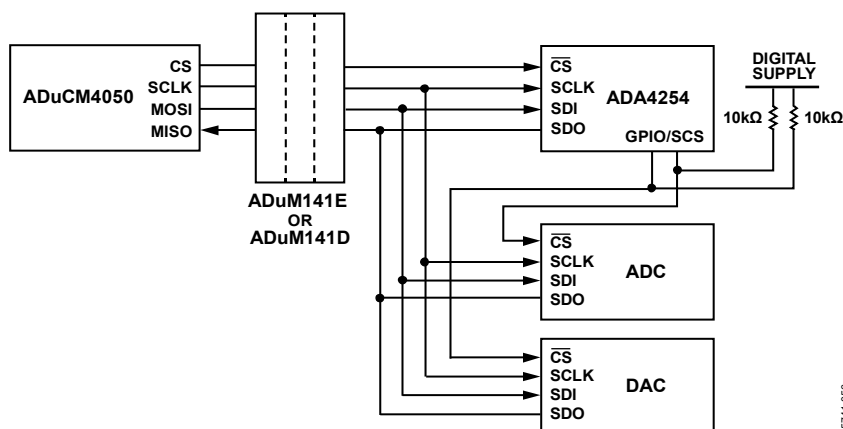 ADuCM4050
CS
SCLK
MOSI
MISO
ADuM141E
OR
ADuM141D
CS
SCLK
SDI
SDO
ADA4254
GPIO/SCS
DIGITAL
SUPPLY
10kΩ
10kΩ
CS
SCLK
SDI
SDO
ADC
CS
SCLK
SDI
SDO
DAC